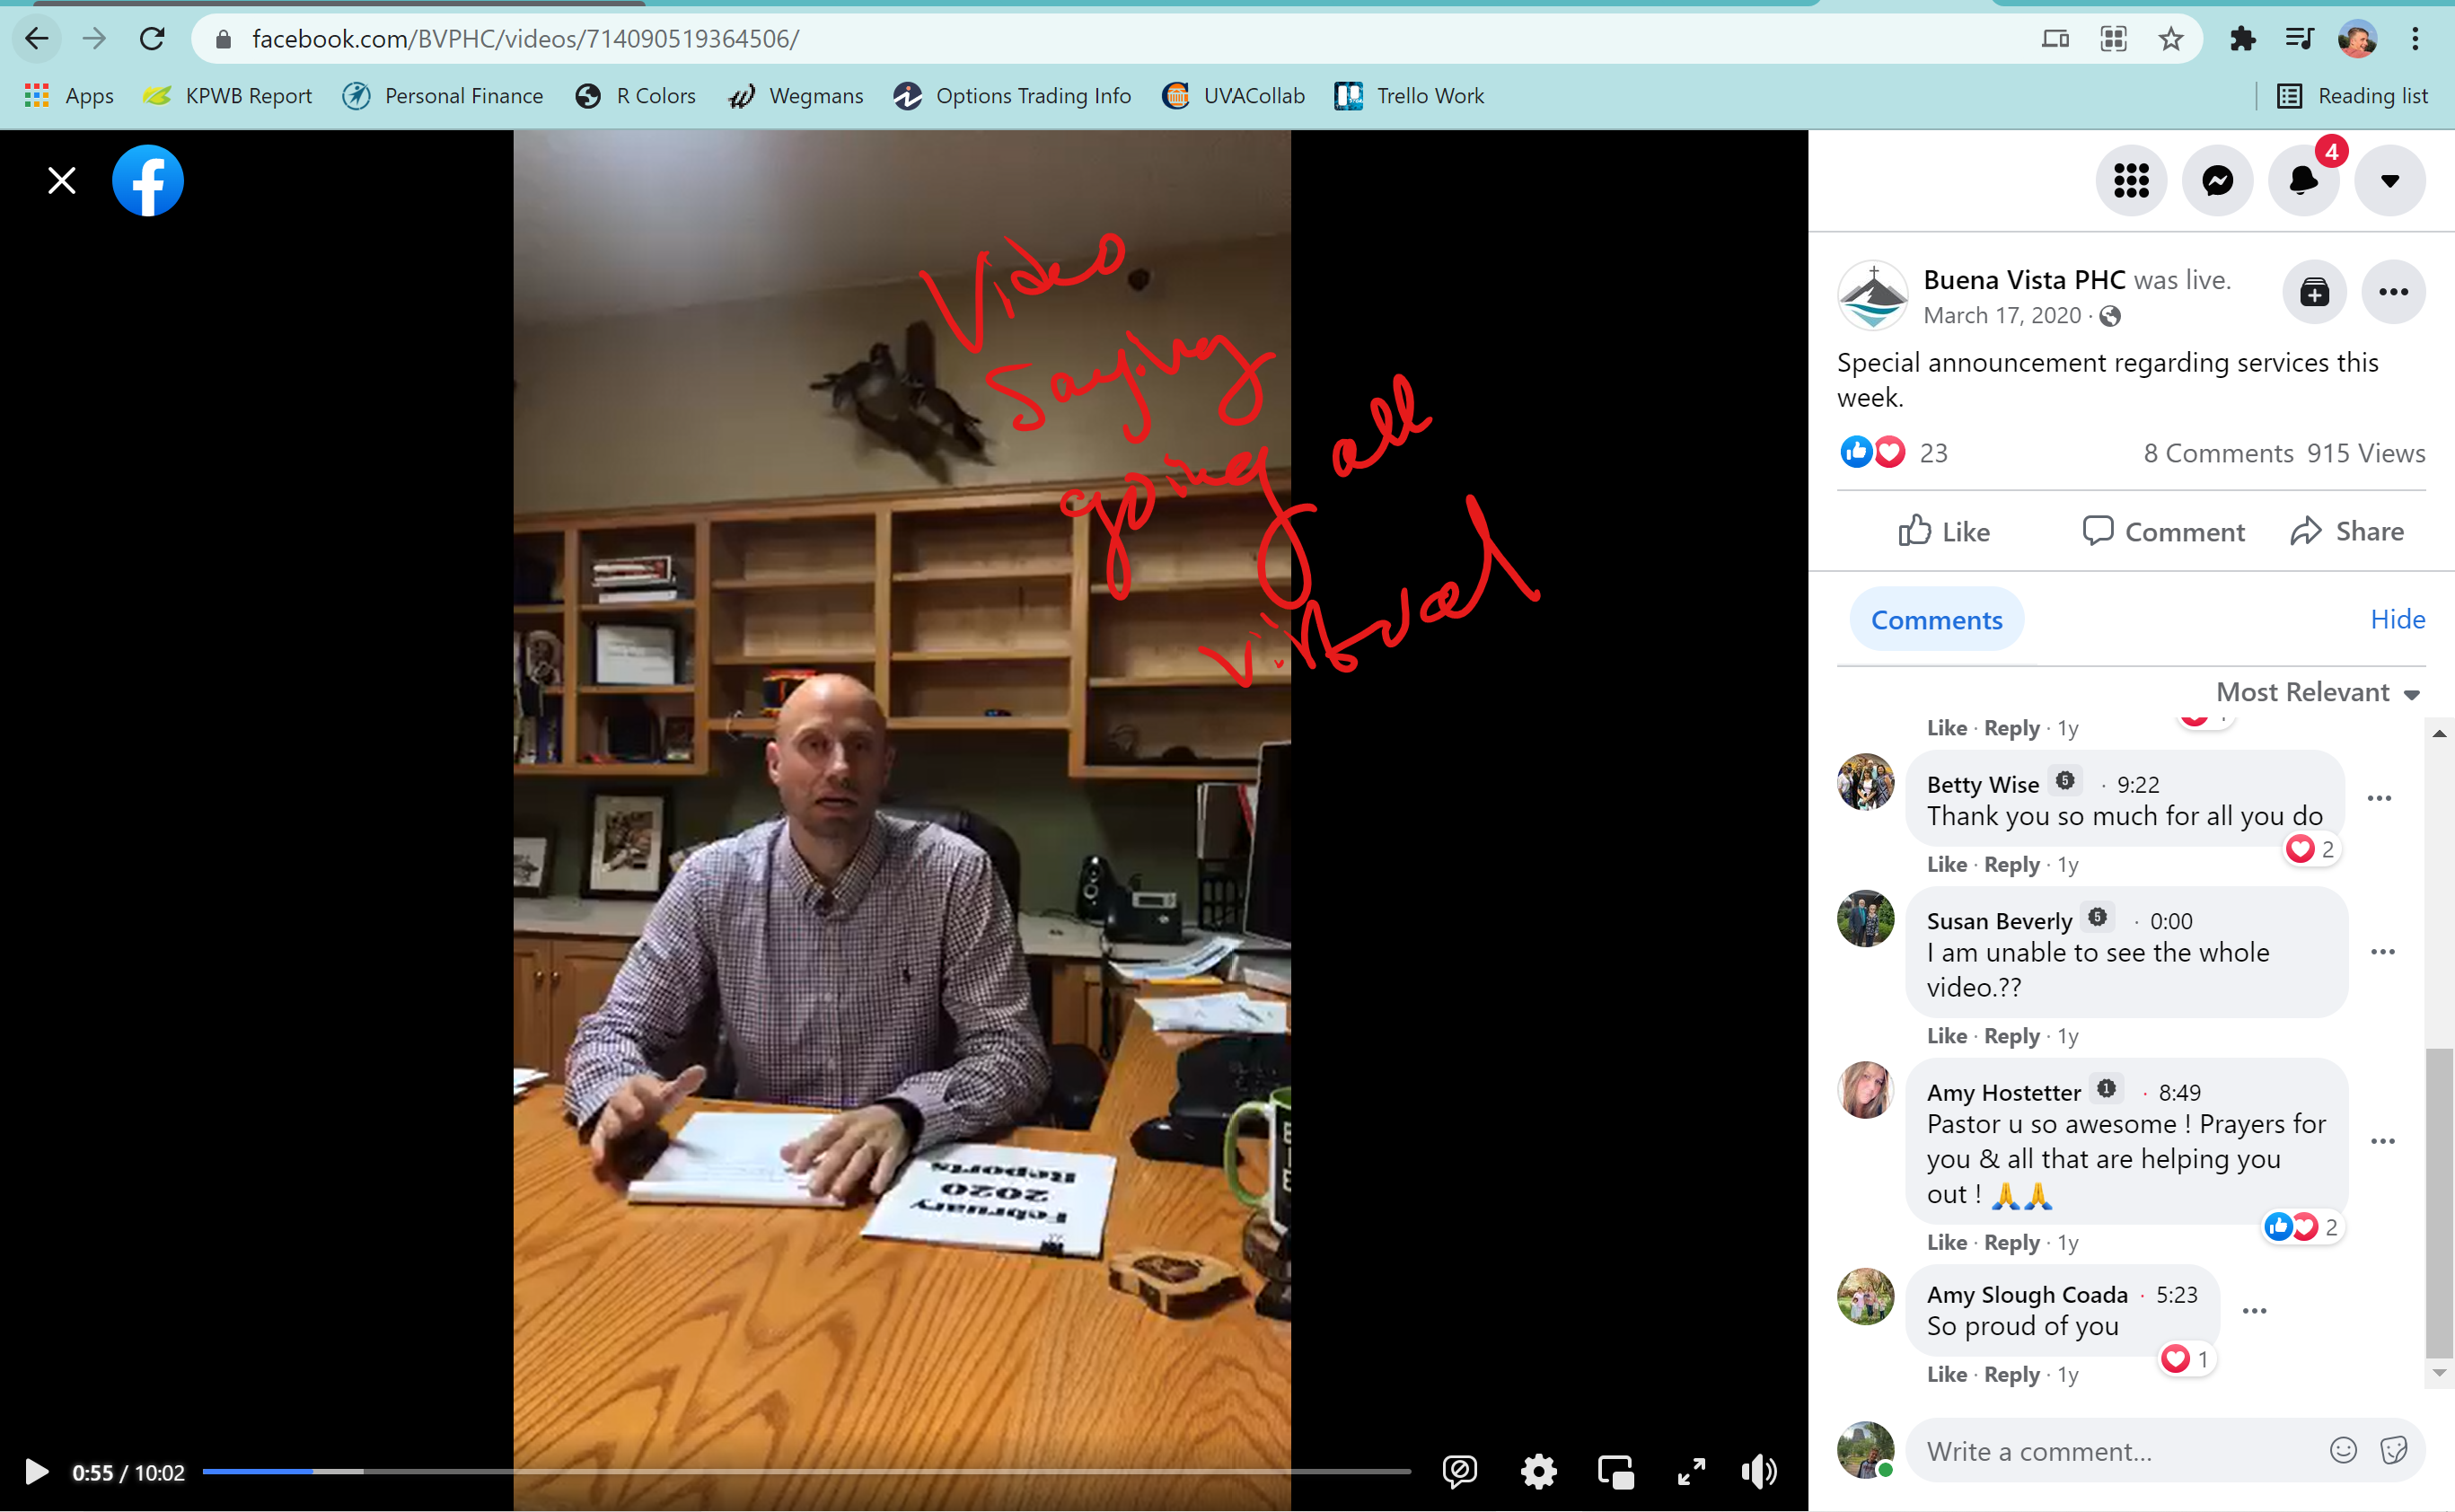 facebook.com/BVPHC/videos/714090519364506/
Apps KPWB Report Personal Finance R Colors Wegmans Options Trading Info UVACollab Trello Work Reading list
4
Buena Vista PHC was live.
March 17, 2020 ·
Special announcement regarding services this
week.
23 8 Comments 915 Views
Like Comment Share
Comments Hide
Most Relevant
Like · Reply · 1y
Betty Wise 5 · 9:22
Thank you so much for all you do
2
Like · Reply · 1y
Susan Beverly 5 · 0:00
I am unable to see the whole
video.??
Like · Reply · 1y
Amy Hostetter 1 · 8:49
Pastor u so awesome ! Prayers for
you & all that are helping you
out ! 🙏🙏
2
Like · Reply · 1y
Amy Slough Coada · 5:23
So proud of you
1
Like · Reply · 1y
Write a comment...
Video
Saying
going all
virtual
February
2020
Reports
0:55 / 10:02